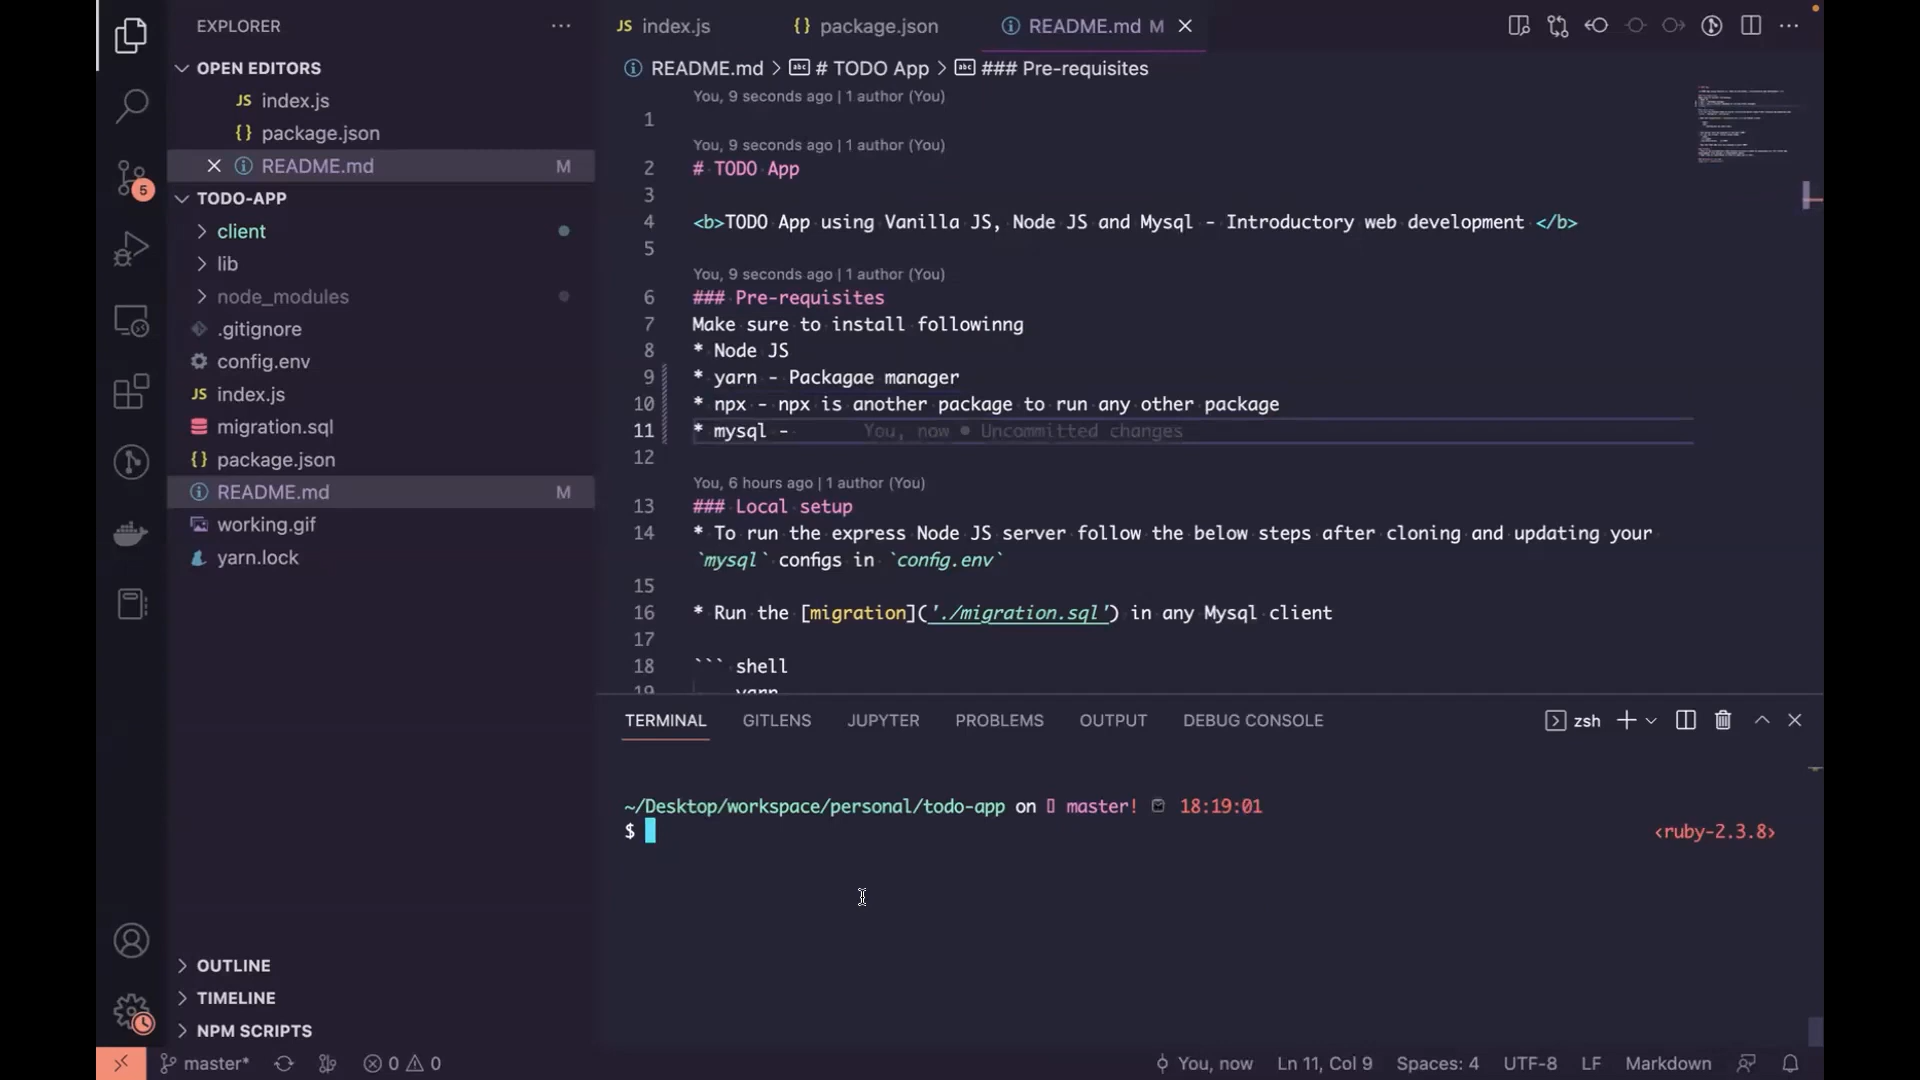 EXPLORER
OPEN EDITORS
JS index.js
{} package.json
README.md M
TODO-APP
client
lib
node_modules
.gitignore
config.env
JS index.js
migration.sql
{} package.json
README.md M
working.gif
yarn.lock
OUTLINE
TIMELINE
NPM SCRIPTS
5
JS index.js
{} package.json
README.md M
README.md > # TODO App > ### Pre-requisites
You, 9 seconds ago | 1 author (You)
1
You, 9 seconds ago | 1 author (You)
2 # TODO App
3
4 <b>TODO App using Vanilla JS, Node JS and Mysql - Introductory web development </b>
5
You, 9 seconds ago | 1 author (You)
6 ### Pre-requisites
7 Make sure to install followinng
8 * Node JS
9 * yarn - Packagae manager
10 * npx - npx is another package to run any other package
11 * mysql - You, now • Uncommitted changes
12
You, 6 hours ago | 1 author (You)
13 ### Local setup
14 * To run the express Node JS server follow the below steps after cloning and updating your
`mysql` configs in `config.env`
15
16 * Run the [migration]('./migration.sql') in any Mysql client
17
18 ``` shell
19 yarn
TERMINAL GITLENS JUPYTER PROBLEMS OUTPUT DEBUG CONSOLE zsh
~/Desktop/workspace/personal/todo-app on master! 18:19:01
$ <ruby-2.3.8>
master* 0 0 You, now Ln 11, Col 9 Spaces: 4 UTF-8 LF Markdown